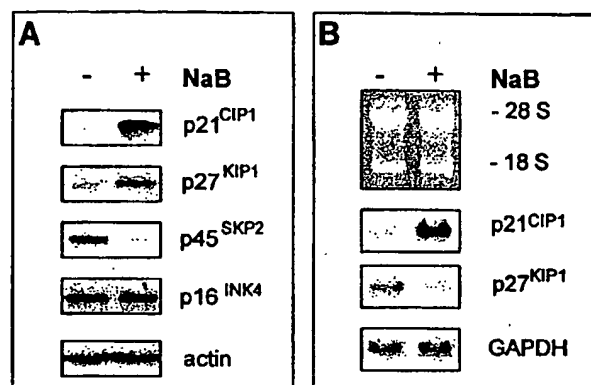 A
- + NaB
p21CIP1
p27KIP1
p45SKP2
p16INK4
actin
B
- + NaB
- 28 S
- 18 S
p21CIP1
p27KIP1
GAPDH